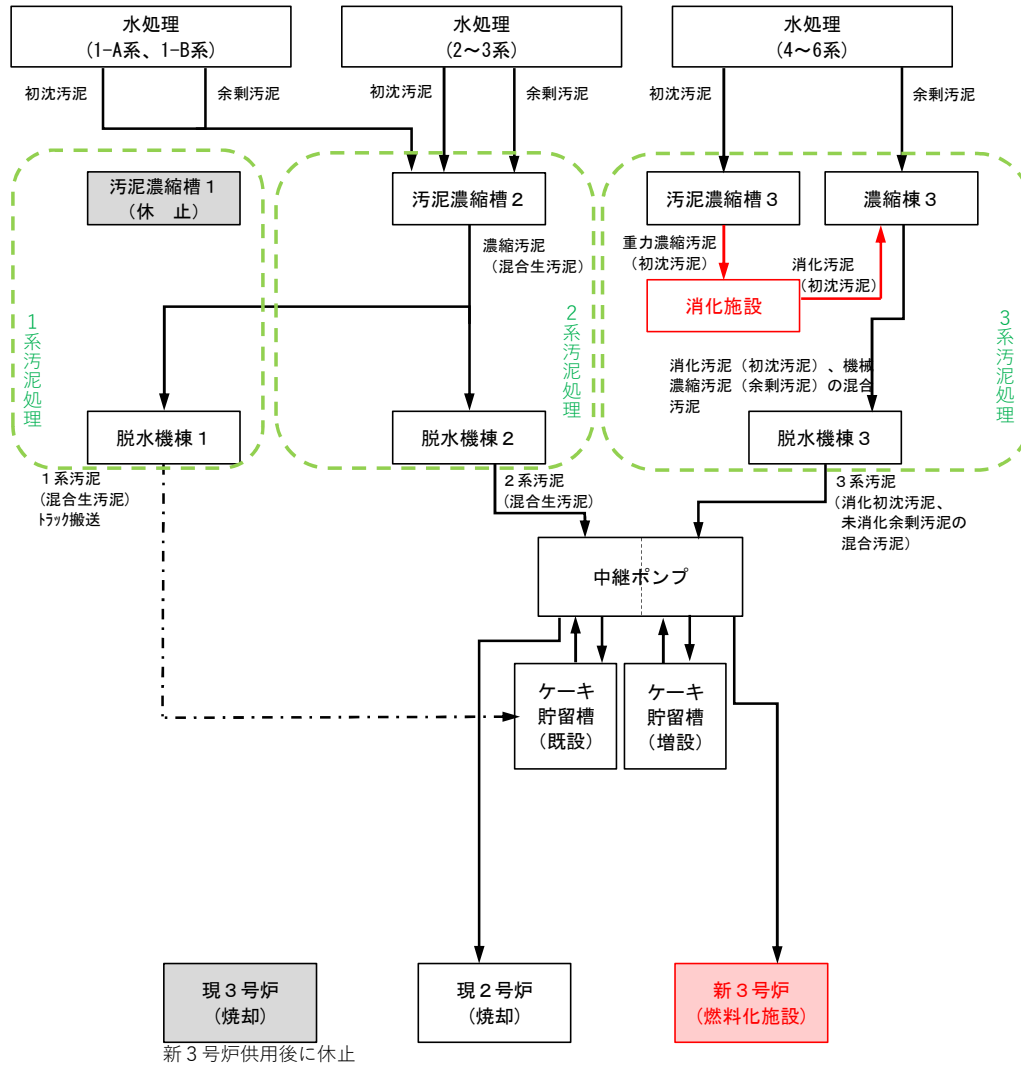 水処理
(1-A系、1-B系)
水処理
(2～3系)
水処理
(4～6系)
初沈汚泥
余剰汚泥
初沈汚泥
余剰汚泥
初沈汚泥
余剰汚泥
汚泥濃縮槽１
(休　止)
汚泥濃縮槽２
汚泥濃縮槽３
濃縮棟３
濃縮汚泥
(混合生汚泥)
重力濃縮汚泥
(初沈汚泥)
消化汚泥
(初沈汚泥)
消化施設
1系汚泥処理
2系汚泥処理
3系汚泥処理
消化汚泥（初沈汚泥）、機械
濃縮汚泥（余剰汚泥）の混合
汚泥
脱水機棟１
脱水機棟２
脱水機棟３
１系汚泥
(混合生汚泥)
ﾄﾗｯｸ搬送
２系汚泥
(混合生汚泥)
３系汚泥
(消化初沈汚泥、
未消化余剰汚泥の
混合汚泥)
中継ポンプ
ケーキ
貯留槽
(既設)
ケーキ
貯留槽
(増設)
現３号炉
(焼却)
現２号炉
(焼却)
新３号炉
(燃料化施設)
新３号炉供用後に休止